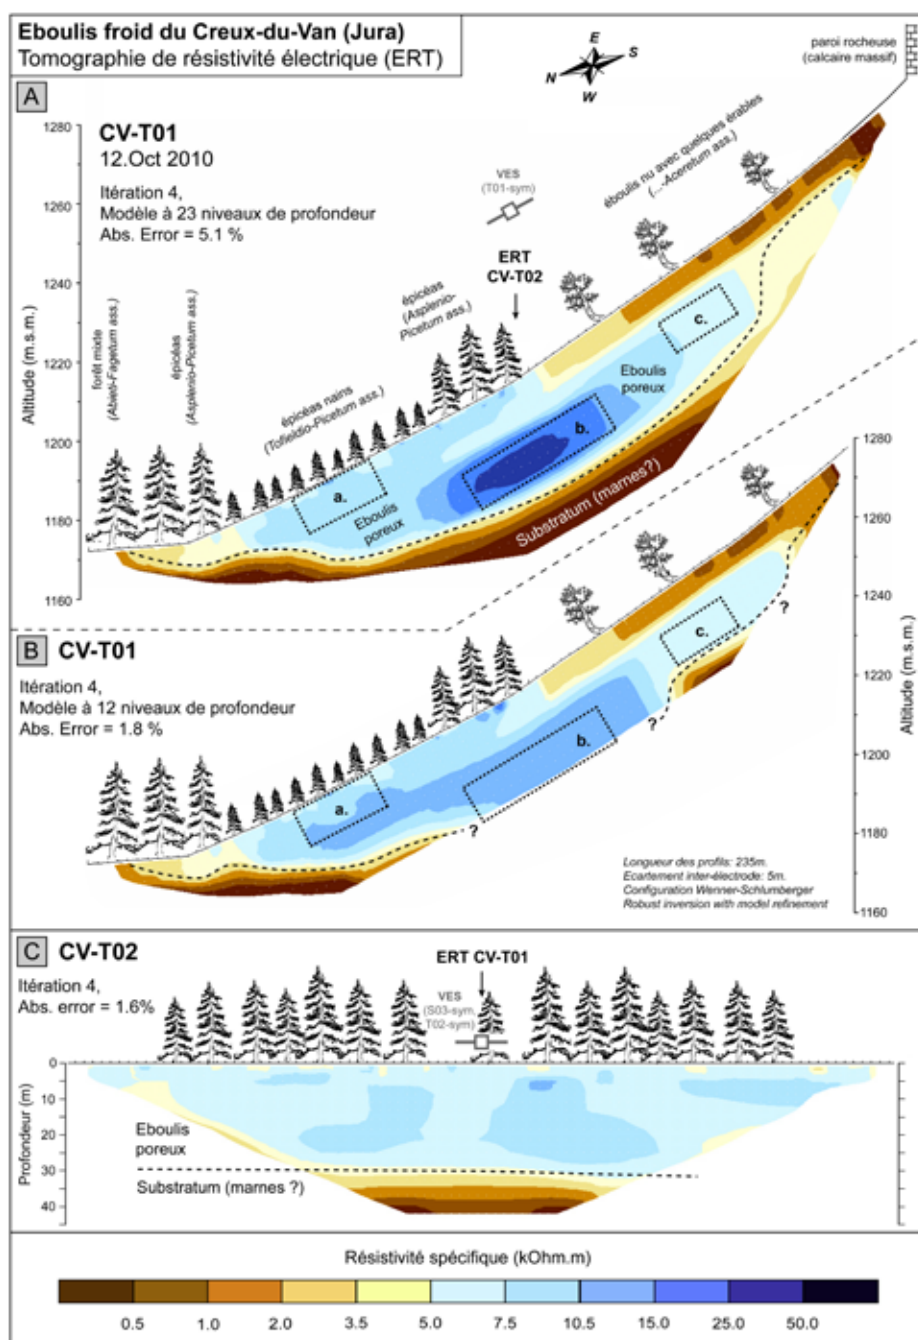 Eboulis froid du Creux-du-Van (Jura)
Tomographie de résistivité électrique (ERT)
E
S
N
W
paroi rocheuse
(calcaire massif)
A
CV-T01
12.Oct 2010
Itération 4,
Modèle à 23 niveaux de profondeur
Abs. Error = 5.1 %
VES
(T01-sym)
ERT
CV-T02
éboulis nu avec quelques érables
(...-Aceretum ass.)
épicéas
(Asplenio-
Picetum ass.)
forêt mixte
(Abieti-Fagetum ass.)
épicéas
(Asplenio-Picetum ass.)
épicéas nains
(Tofieldio-Picetum ass.)
Altitude (m.s.m.)
1280
1260
1240
1220
1200
1180
1160
a.
b.
c.
Eboulis
poreux
Eboulis
poreux
Substratum (marnes?)
B
CV-T01
Itération 4,
Modèle à 12 niveaux de profondeur
Abs. Error = 1.8 %
a.
b.
c.
?
?
?
Altitude (m.s.m.)
1280
1260
1240
1220
1200
1180
1160
Longueur des profils: 235m.
Ecartement inter-électrode: 5m.
Configuration Wenner-Schlumberger
Robust inversion with model refinement
C
CV-T02
Itération 4,
Abs. error = 1.6%
ERT CV-T01
VES
(S03-sym,
T02-sym)
Profondeur (m)
0
10
20
30
40
Eboulis
poreux
Substratum (marnes ?)
Résistivité spécifique (kOhm.m)
0.5 1.0 2.0 3.5 5.0 7.5 10.5 15.0 25.0 50.0